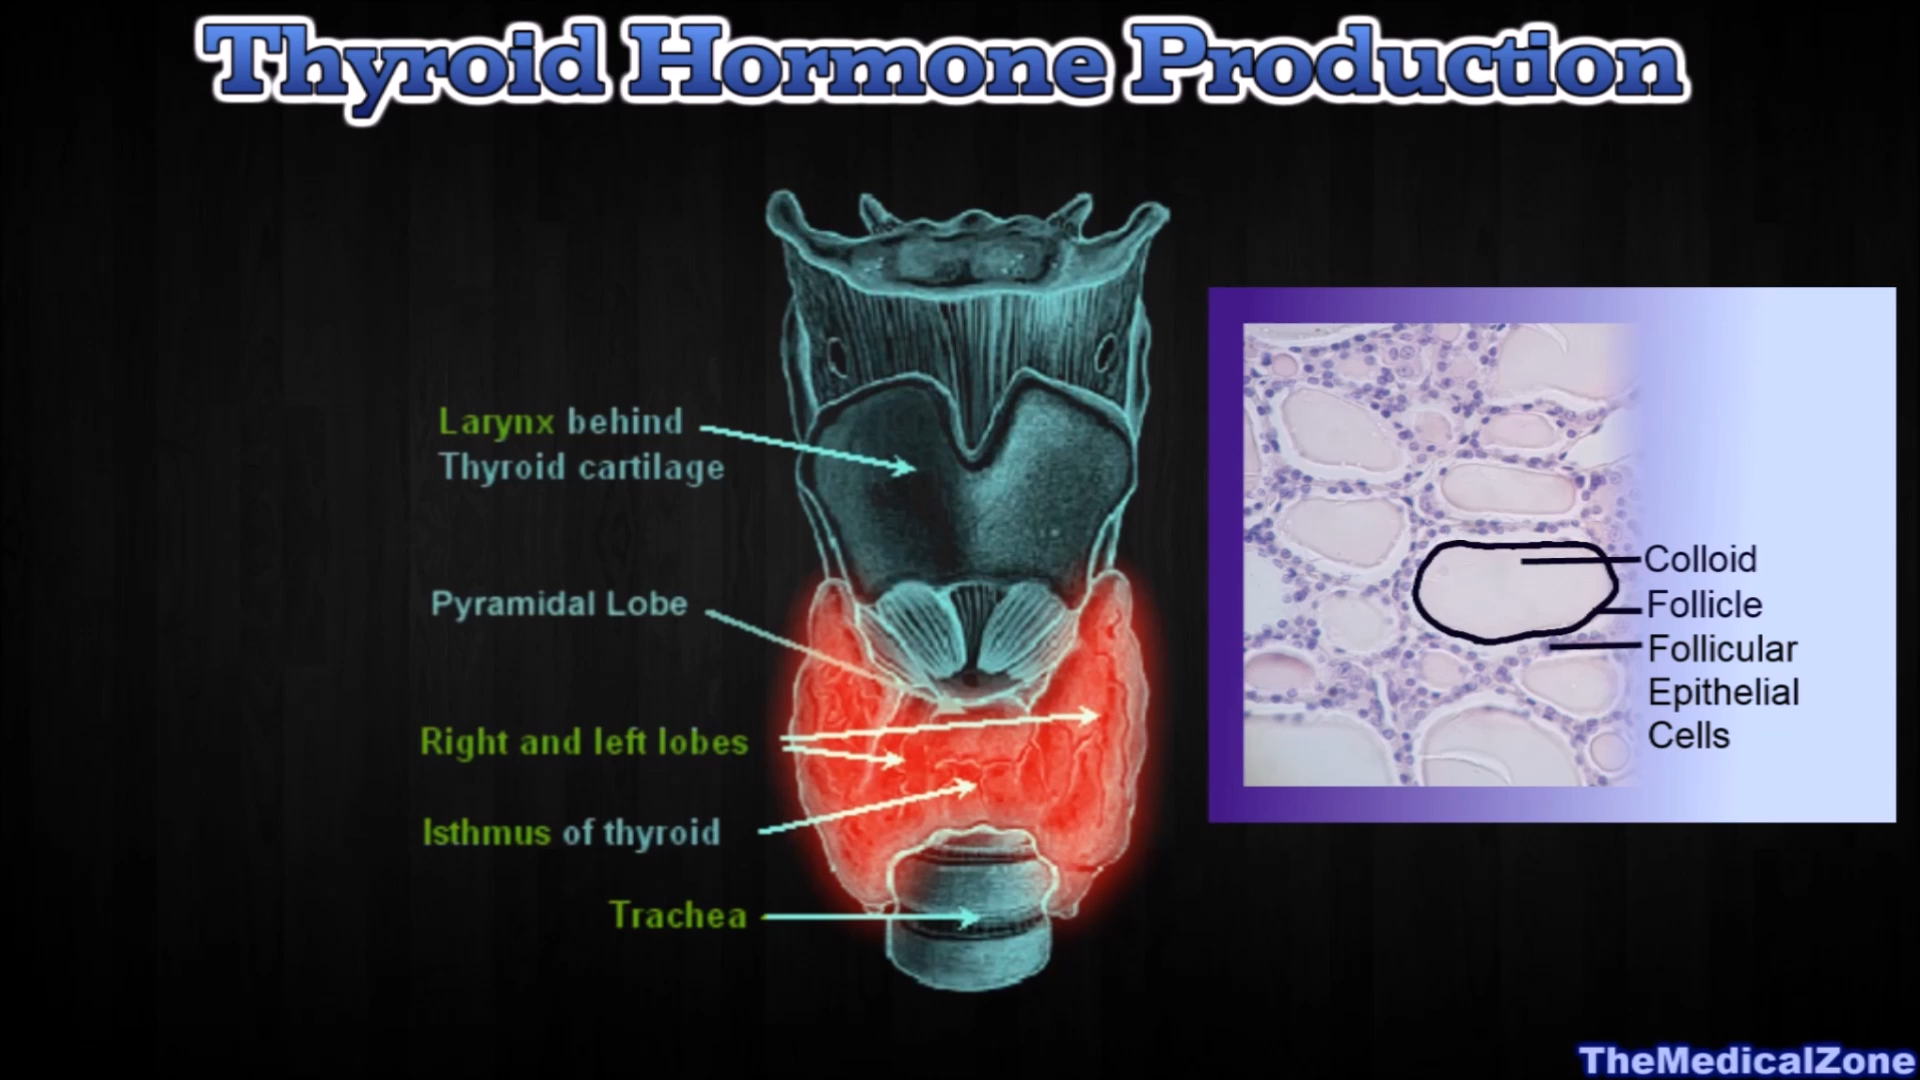 Thyroid Hormone Production
Larynx behind
Thyroid cartilage
Pyramidal Lobe
Right and left lobes
Isthmus of thyroid
Trachea
Colloid
Follicle
Follicular
Epithelial
Cells
TheMedicalZone